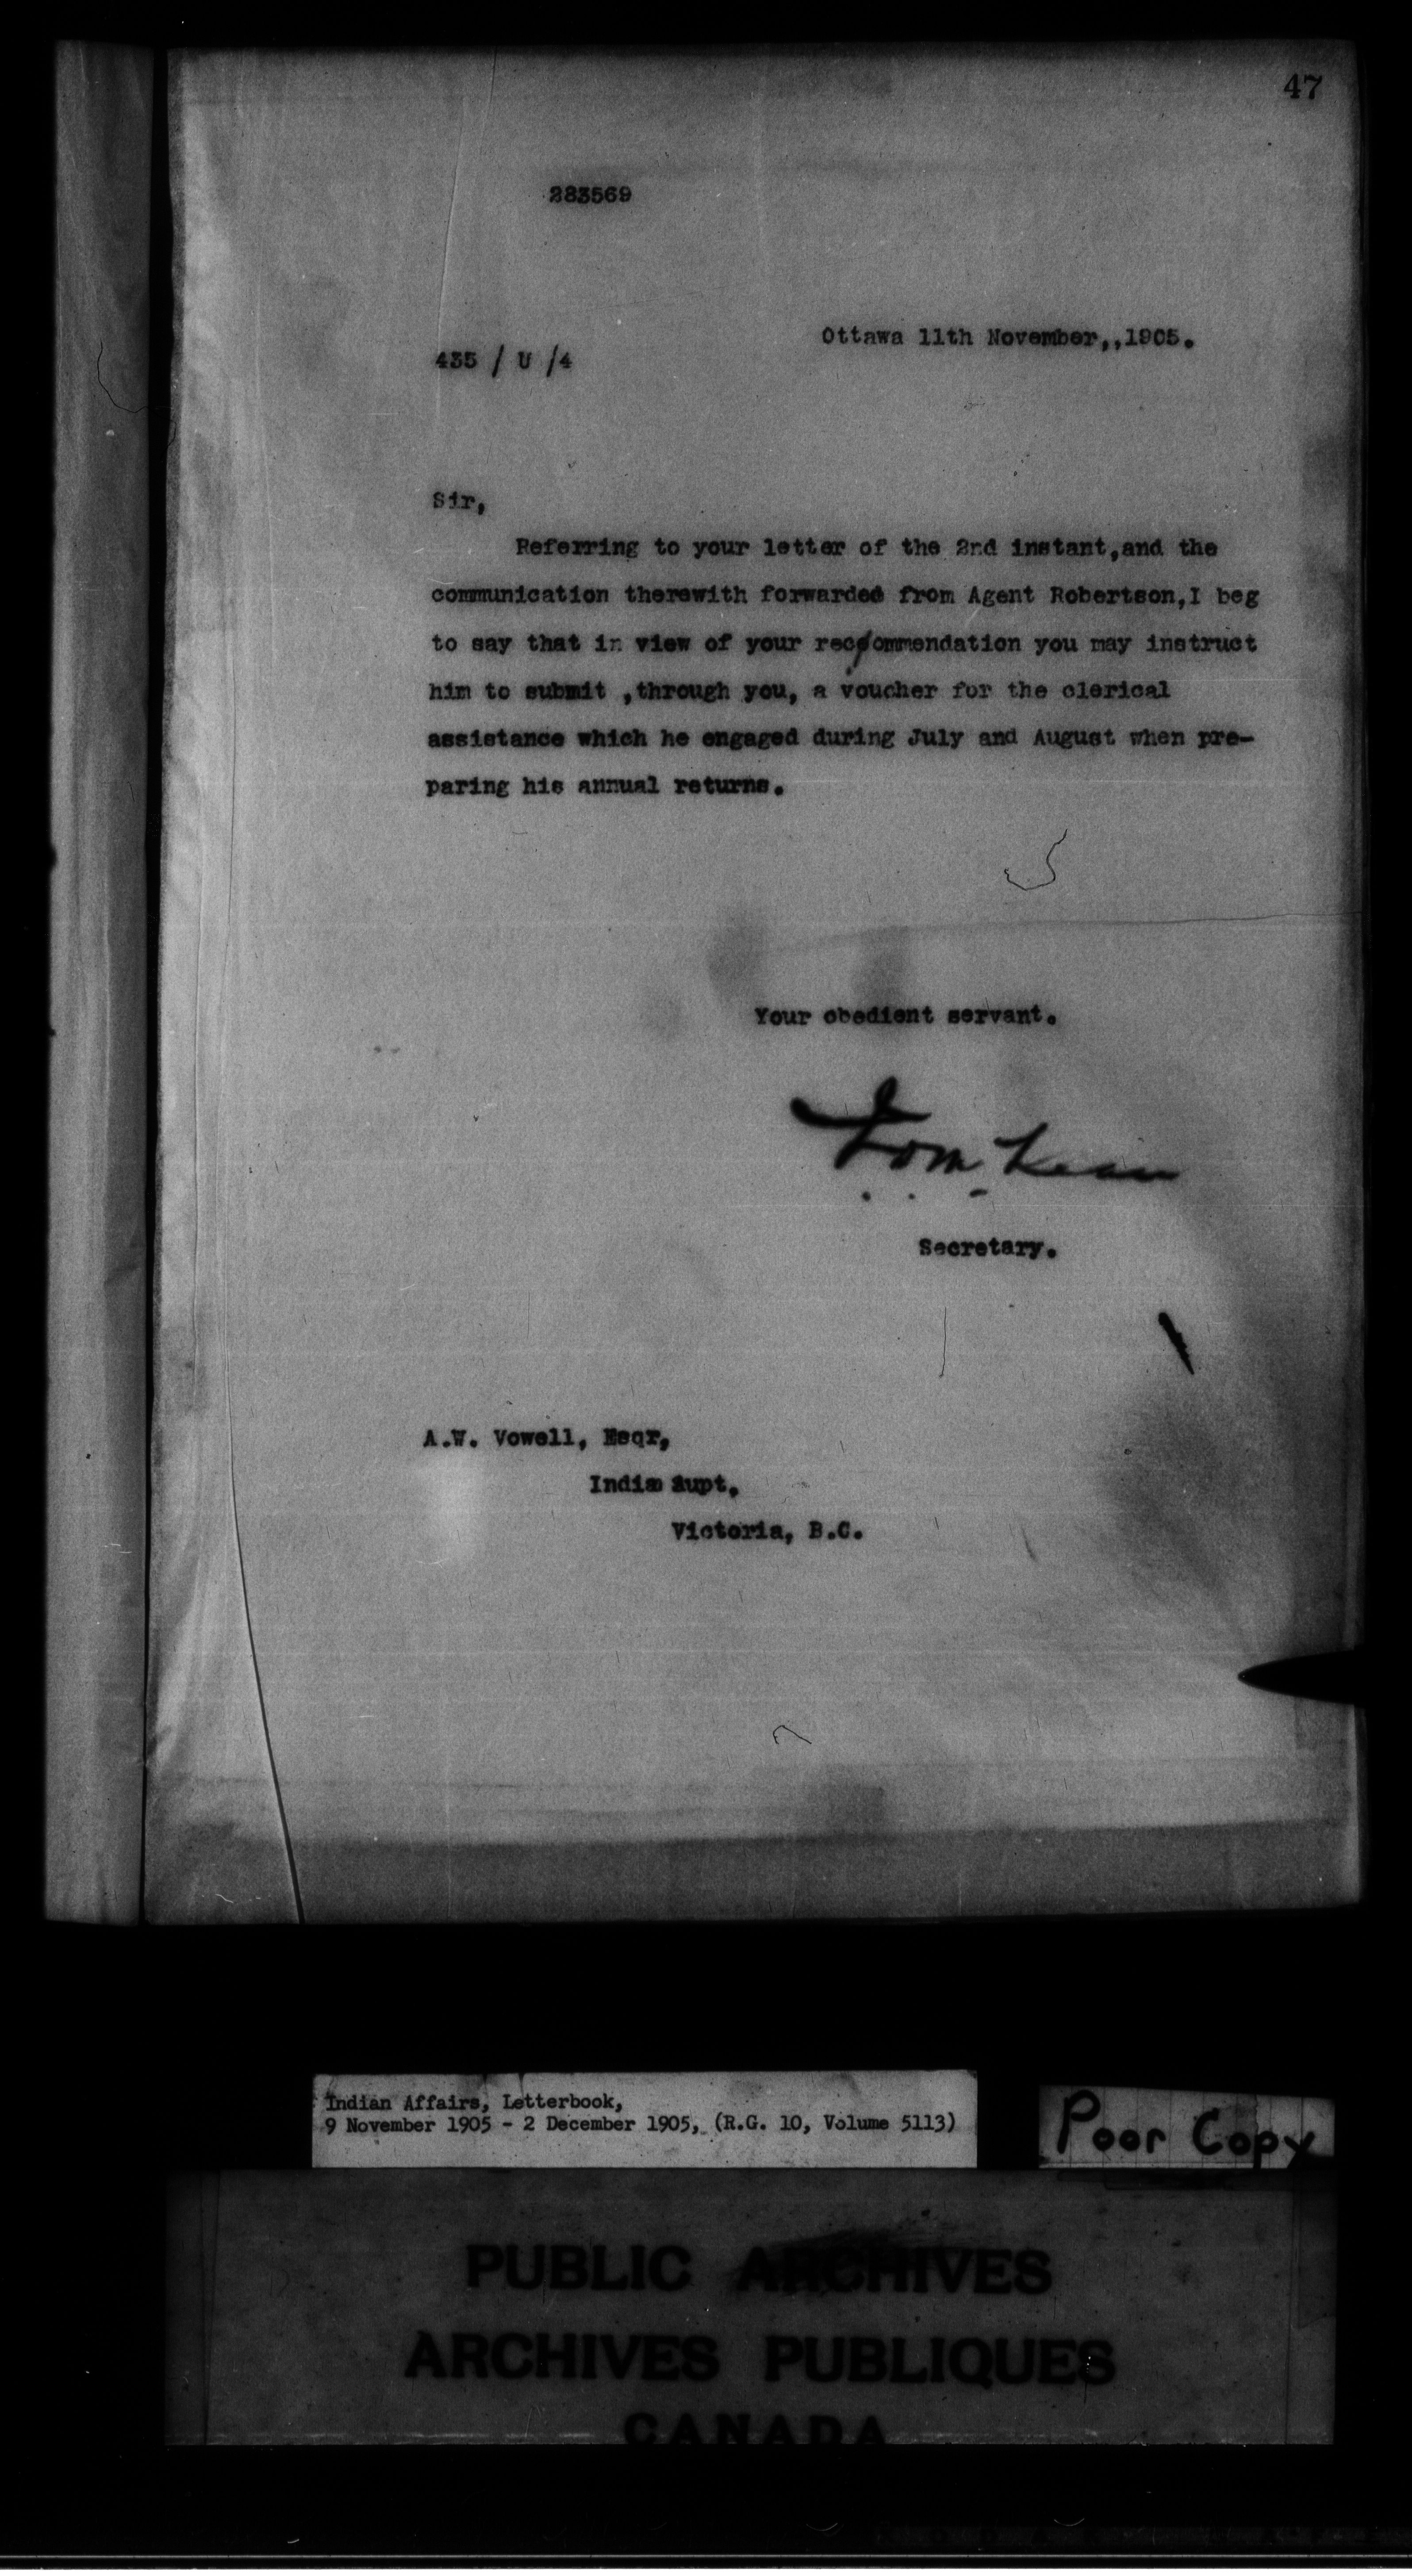 47
283569
Ottawa 11th November,,1905.
435 / U /4
Sir,
Referring to your letter of the 2nd instant,and the
communication therewith forwarded from Agent Robertson,I beg
to say that in view of your recommendation you may instruct
him to submit ,through you, a voucher for the clerical
assistance which he engaged during July and August when pre-
paring his annual returns.
Your obedient servant.
Secretary.
A.W. Vowell, Esqr,
Indian Supt,
Victoria, B.C.
Indian Affairs, Letterbook,
9 November 1905 - 2 December 1905, (R.G. 10, Volume 5113)
Poor Copy
PUBLIC ARCHIVES
ARCHIVES PUBLIQUES
CANADA